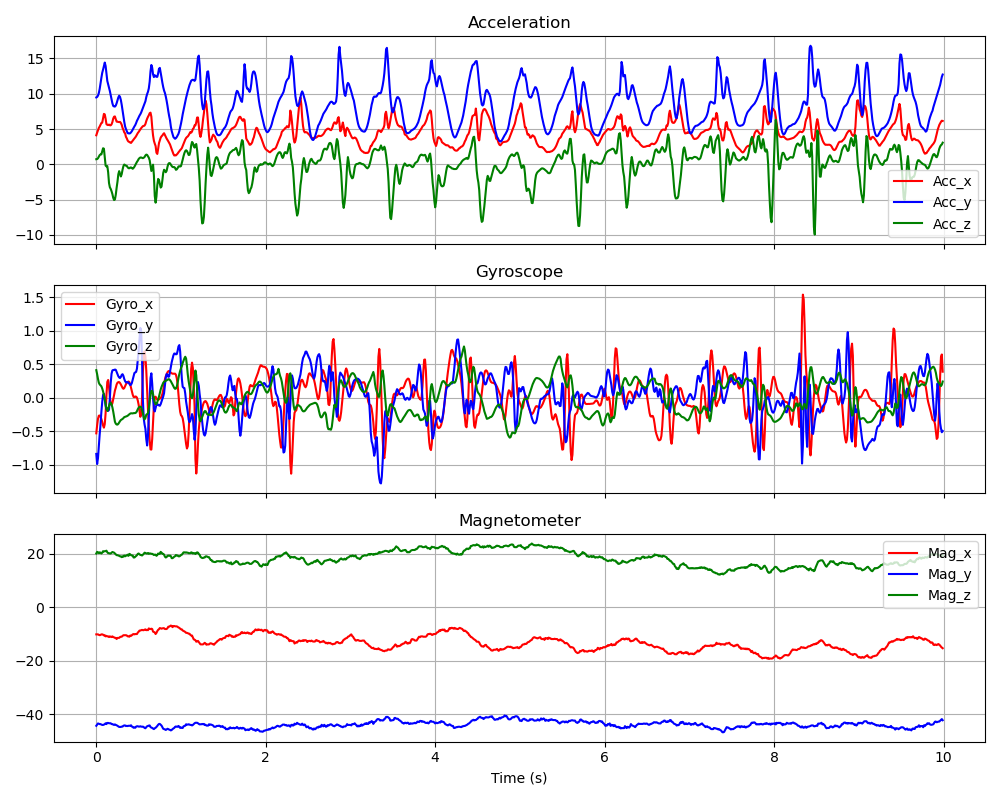 Acceleration
15
10
5
0
−5
−10
Acc_x
Acc_y
Acc_z
Gyroscope
1.5
1.0
0.5
0.0
−0.5
−1.0
Gyro_x
Gyro_y
Gyro_z
Magnetometer
20
0
−20
−40
Mag_x
Mag_y
Mag_z
0 2 4 6 8 10
Time (s)